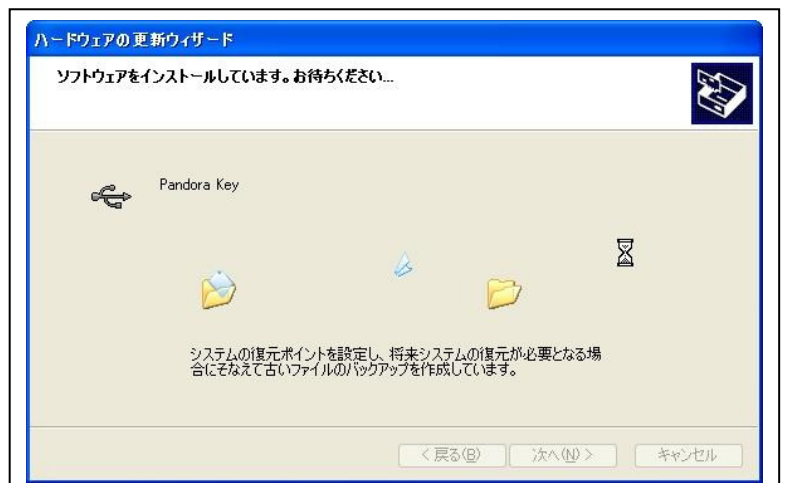 ハードウェアの更新ウィザード
ソフトウェアをインストールしています。お待ちください...
Pandora Key
システムの復元ポイントを設定し、将来システムの復元が必要となる場
合にそなえて古いファイルのバックアップを作成しています。
< 戻る(B) 次へ(N) > キャンセル